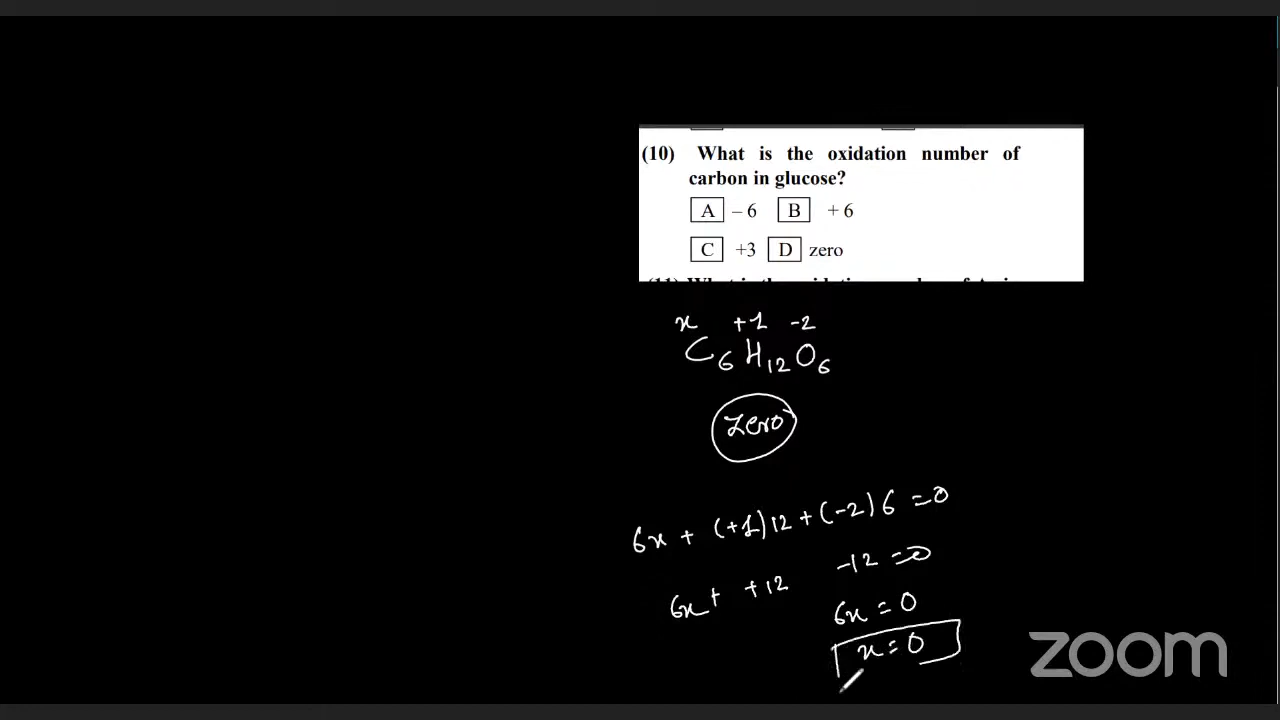 (10) What is the oxidation number of
carbon in glucose?
A – 6 B + 6
C +3 D zero
x +1 -2
C6H12O6
Zero
6x + (+1)12 + (-2)6 = 0
6x + +12 -12 = 0
6x = 0
x = 0
zoom